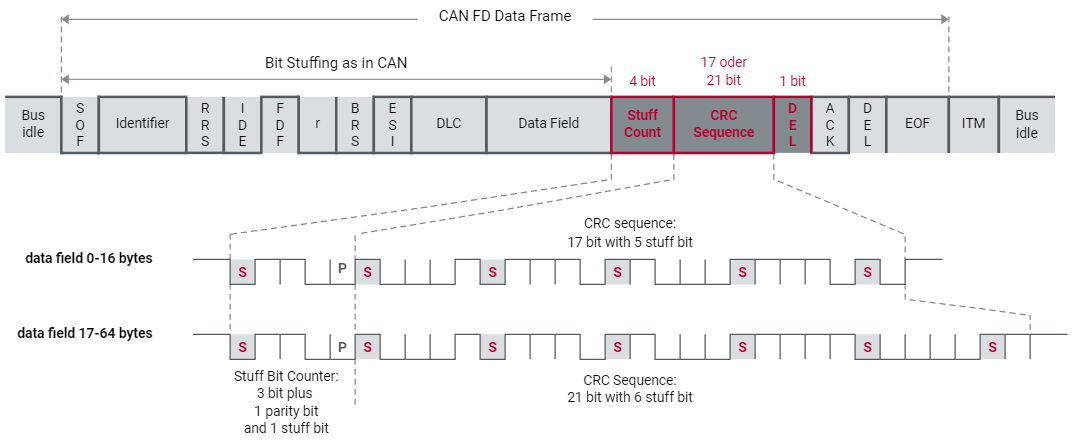 CAN FD Data Frame
Bit Stuffing as in CAN
4 bit
17 oder
21 bit
1 bit
Bus
idle
SOF
Identifier
RRS
IDE
FDF
r
BRS
ESI
DLC
Data Field
Stuff
Count
CRC
Sequence
DEL
ACK
DEL
EOF
ITM
Bus
idle
CRC sequence:
17 bit with 5 stuff bit
data field 0-16 bytes
S P S S S S S
data field 17-64 bytes
S P S S S S S S
Stuff Bit Counter:
3 bit plus
1 parity bit
and 1 stuff bit
CRC Sequence:
21 bit with 6 stuff bit